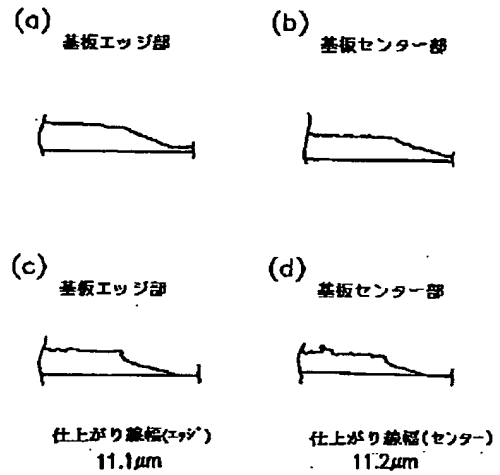 (a)
基板エッジ部
(b)
基板センター部
(c)
基板エッジ部
(d)
基板センター部
仕上がり線幅(エッジ)
11.1μm
仕上がり線幅(センター)
11.2μm